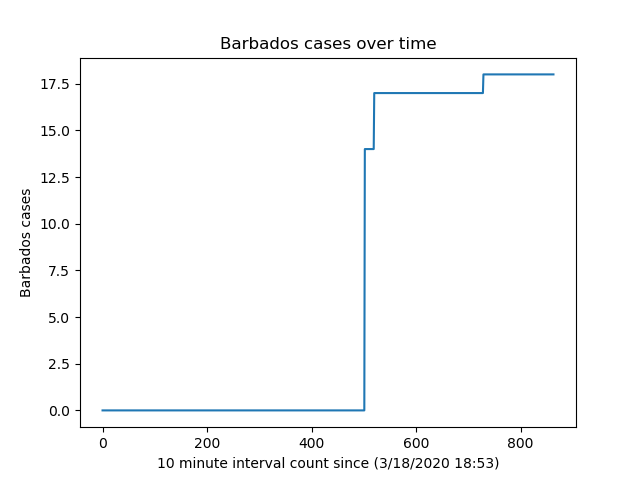 Barbados cases over time
17.5
15.0
12.5
10.0
7.5
5.0
2.5
0.0
Barbados cases
0 200 400 600 800
10 minute interval count since (3/18/2020 18:53)